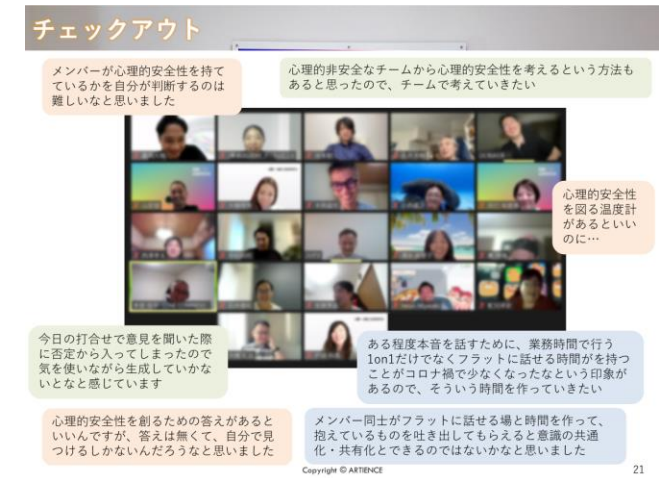 チェックアウト
メンバーが心理的安全性を持て
ているかを自分が判断するのは
難しいなと思いました
心理的非安全なチームから心理的安全性を考えるという方法も
あると思ったので、チームで考えていきたい
心理的安全性
を図る温度計
があるといい
のに…
今日の打合せで意見を聞いた際
に否定から入ってしまったので
気を使いながら生成していかな
いとなと感じています
ある程度本音を話すために、業務時間で行う
1on1だけでなくフラットに話せる時間がを持つ
ことがコロナ禍で少なくなったなという印象が
あるので、そういう時間を作っていきたい
心理的安全性を創るための答えがあると
いいんですが、答えは無くて、自分で見
つけるしかないんだろうなと思いました
メンバー同士がフラットに話せる場と時間を作って、
抱えているものを吐き出してもらえると意識の共通
化・共有化とできるのではないかなと思いました
Copyright © ARTIENCE
21